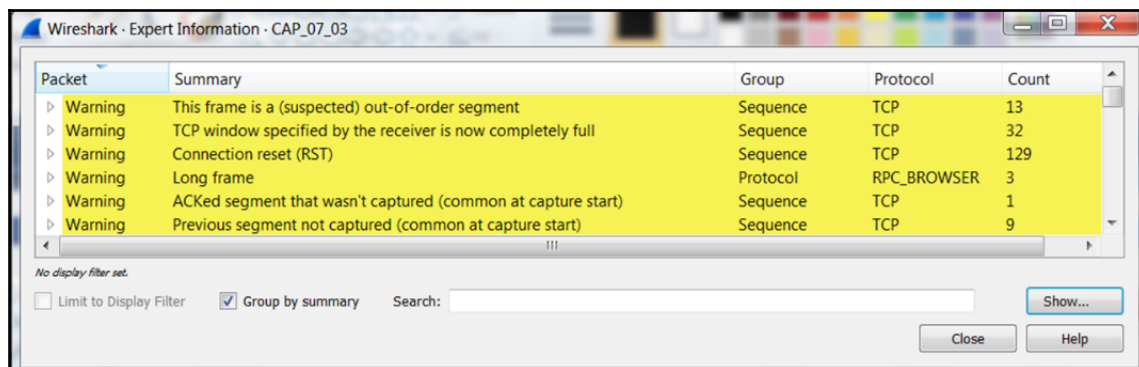 Wireshark · Expert Information · CAP_07_03
Packet Summary Group Protocol Count
Warning This frame is a (suspected) out-of-order segment Sequence TCP 13
Warning TCP window specified by the receiver is now completely full Sequence TCP 32
Warning Connection reset (RST) Sequence TCP 129
Warning Long frame Protocol RPC_BROWSER 3
Warning ACKed segment that wasn't captured (common at capture start) Sequence TCP 1
Warning Previous segment not captured (common at capture start) Sequence TCP 9
No display filter set.
Limit to Display Filter Group by summary Search: Show...
Close Help